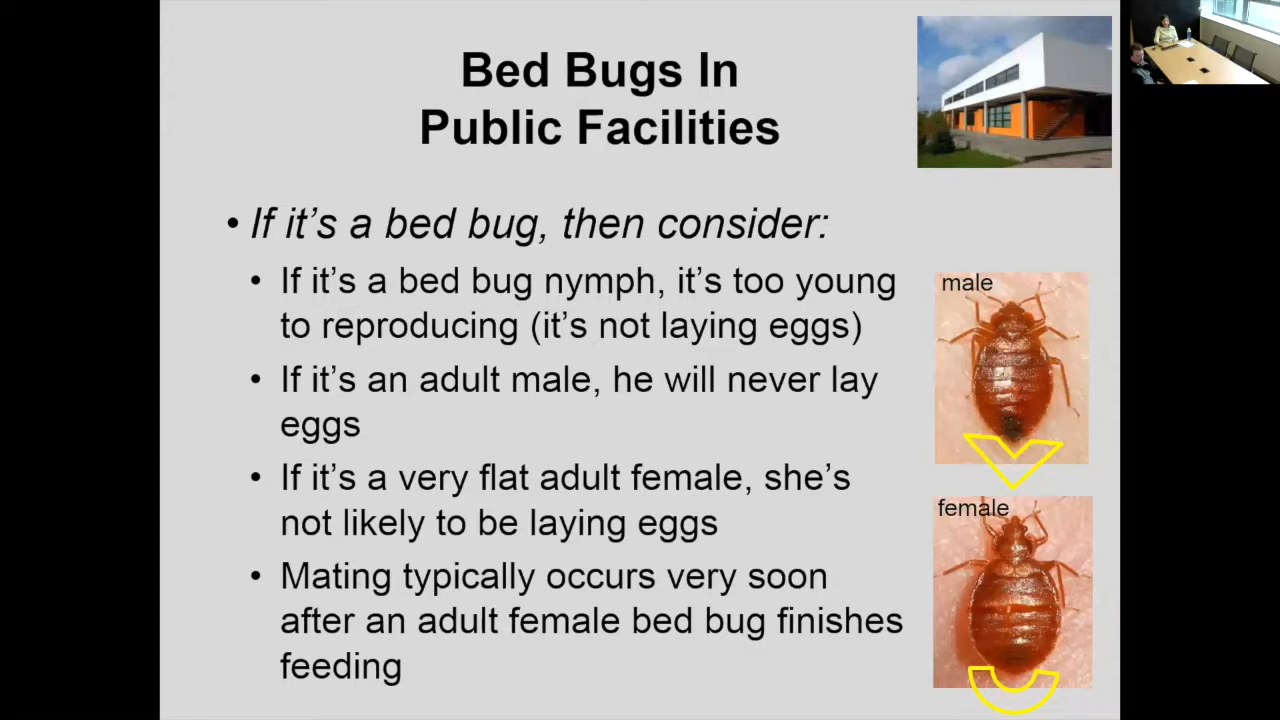 Bed Bugs In
Public Facilities
• If it's a bed bug, then consider:
• If it's a bed bug nymph, it's too young
to reproducing (it's not laying eggs)
• If it's an adult male, he will never lay
eggs
• If it's a very flat adult female, she's
not likely to be laying eggs
• Mating typically occurs very soon
after an adult female bed bug finishes
feeding
male
female